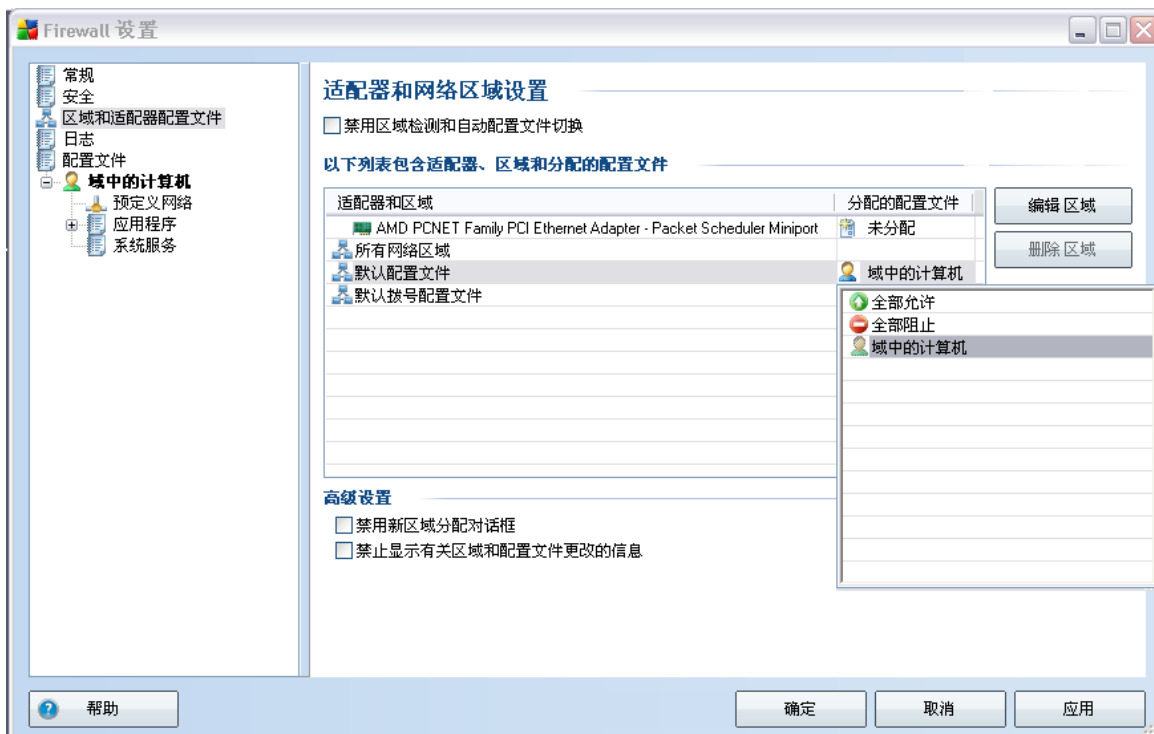 Firewall 设置
常规
安全
区域和适配器配置文件
日志
配置文件
域中的计算机
预定义网络
应用程序
系统服务
适配器和网络区域设置
禁用区域检测和自动配置文件切换
以下列表包含适配器、区域和分配的配置文件
适配器和区域 分配的配置文件
AMD PCNET Family PCI Ethernet Adapter - Packet Scheduler Miniport 未分配
所有网络区域
默认配置文件 域中的计算机
默认拨号配置文件
全部允许
全部阻止
域中的计算机
编辑 区域
删除 区域
高级设置
禁用新区域分配对话框
禁止显示有关区域和配置文件更改的信息
帮助
确定
取消
应用